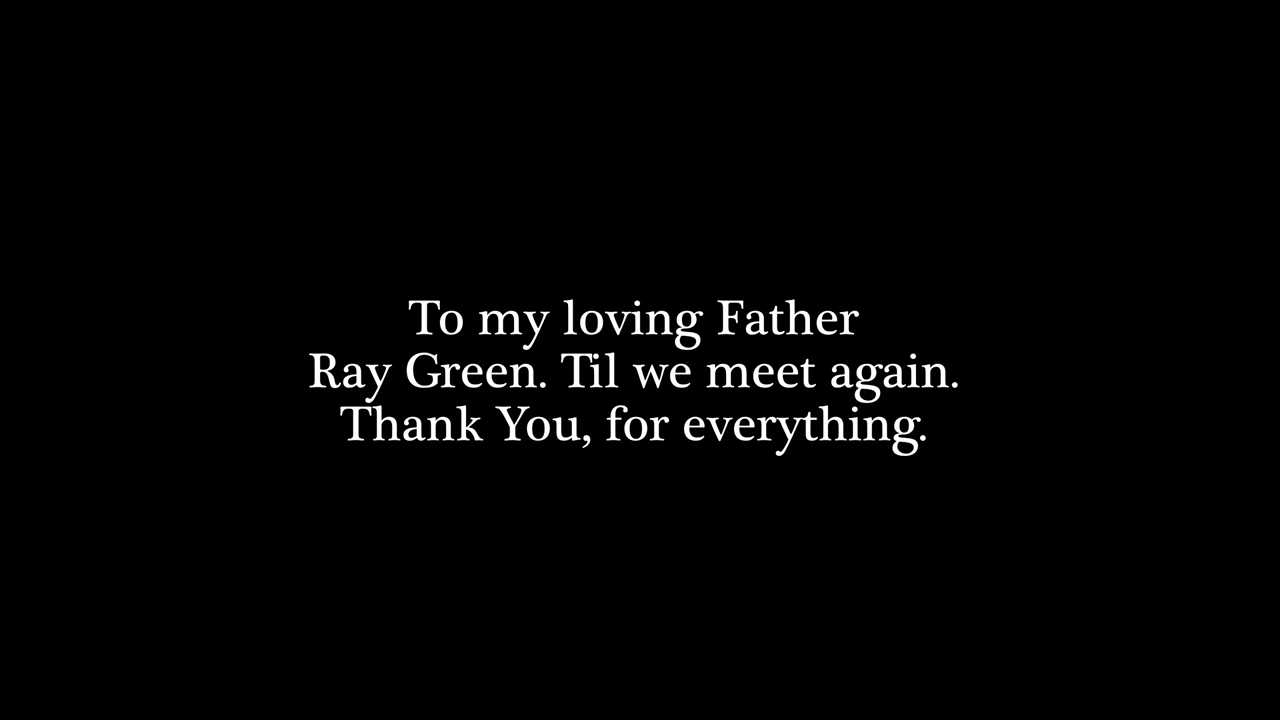 To my loving Father
Ray Green. Til we meet again.
Thank You, for everything.